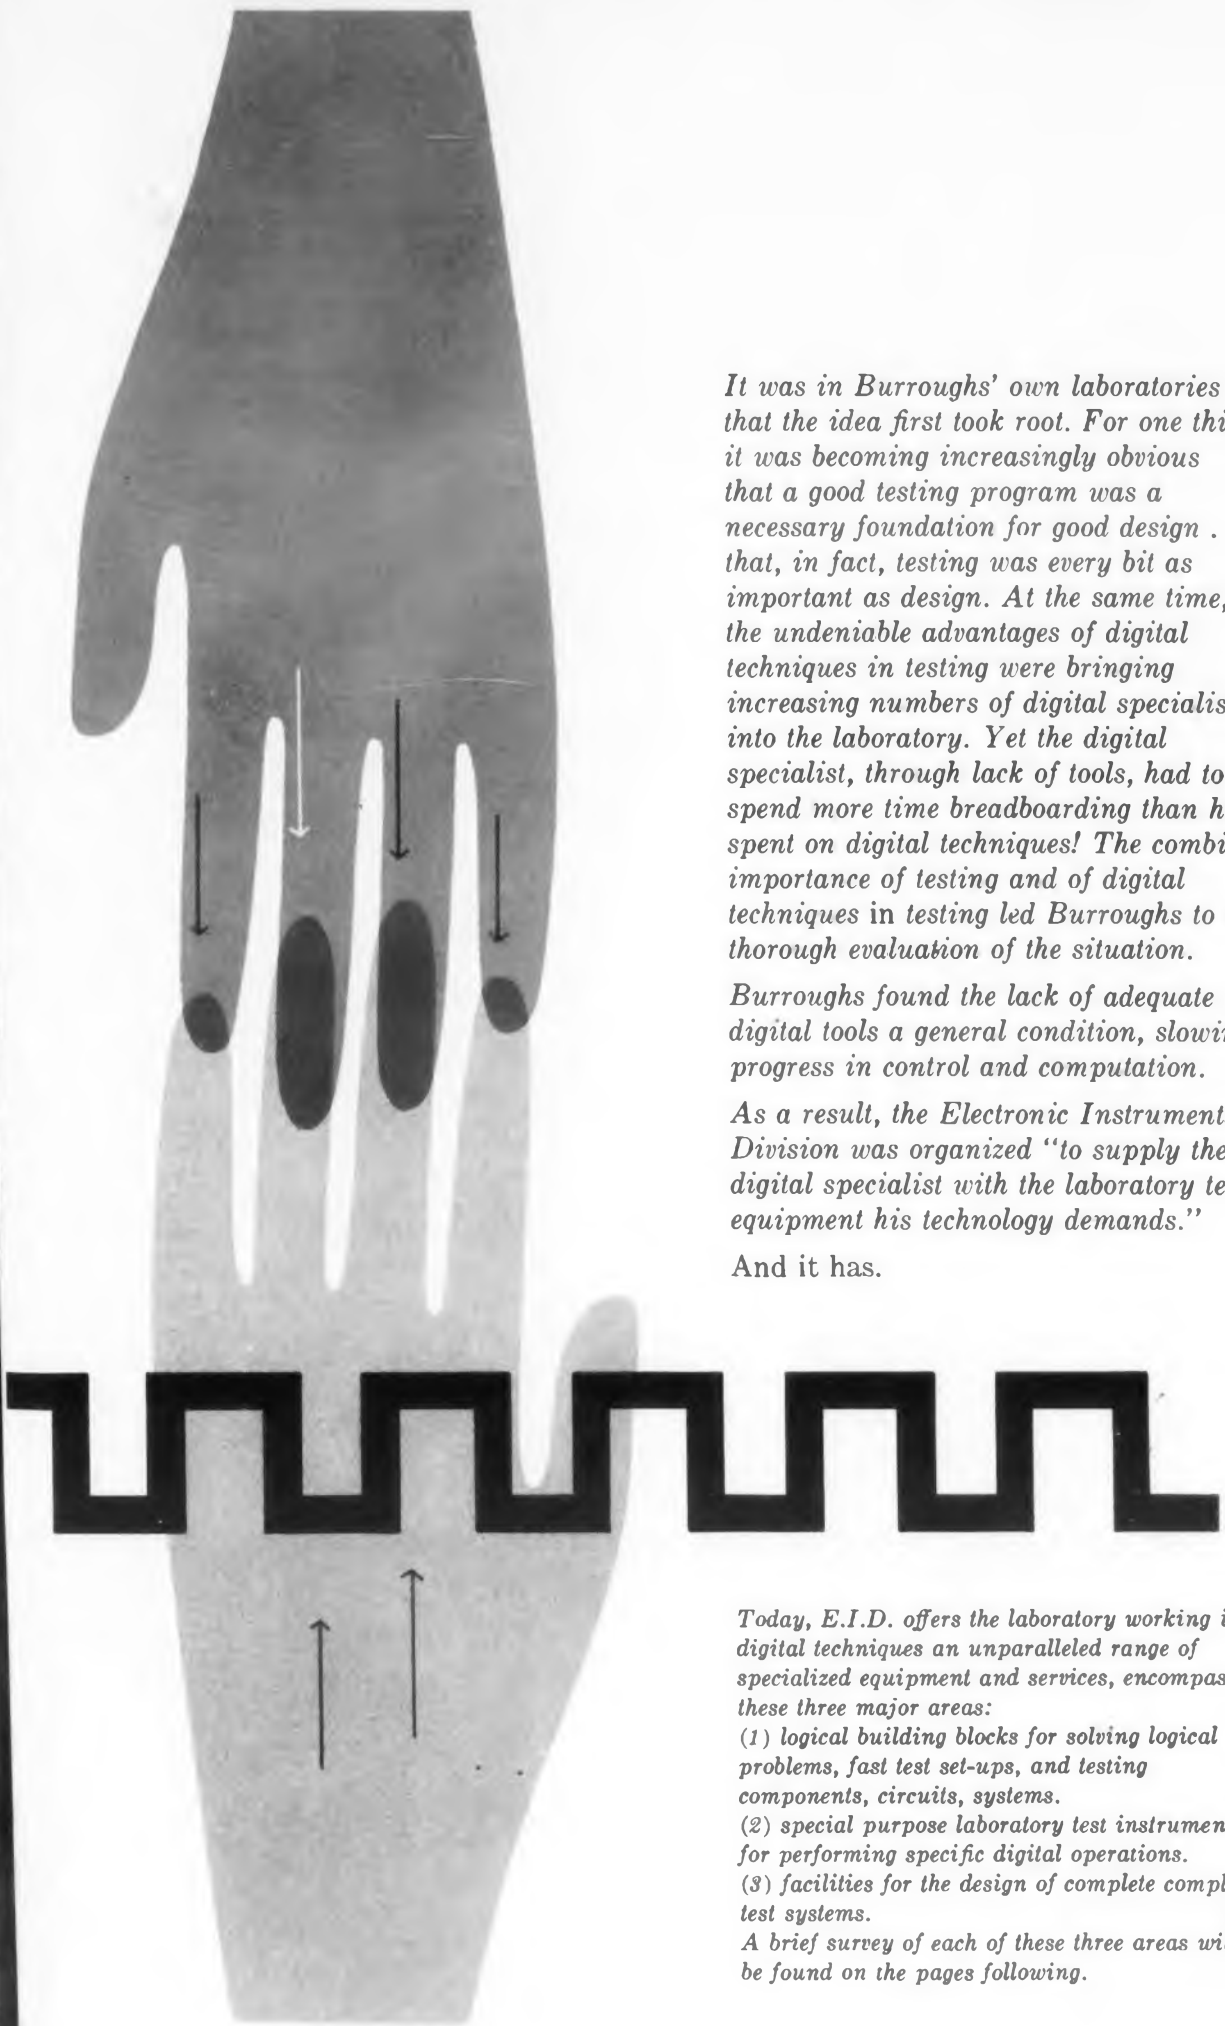 It was in Burroughs' own laboratories
that the idea first took root. For one thi
it was becoming increasingly obvious
that a good testing program was a
necessary foundation for good design .
that, in fact, testing was every bit as
important as design. At the same time,
the undeniable advantages of digital
techniques in testing were bringing
increasing numbers of digital specialis
into the laboratory. Yet the digital
specialist, through lack of tools, had to
spend more time breadboarding than h
spent on digital techniques! The combi
importance of testing and of digital
techniques in testing led Burroughs to
thorough evaluation of the situation.
Burroughs found the lack of adequate
digital tools a general condition, slowin
progress in control and computation.
As a result, the Electronic Instrument
Division was organized “to supply the
digital specialist with the laboratory te
equipment his technology demands.”
And it has.
Today, E.I.D. offers the laboratory working i
digital techniques an unparalleled range of
specialized equipment and services, encompas
these three major areas:
(1) logical building blocks for solving logical
problems, fast test set-ups, and testing
components, circuits, systems.
(2) special purpose laboratory test instrumen
for performing specific digital operations.
(3) facilities for the design of complete compl
test systems.
A brief survey of each of these three areas wi
be found on the pages following.